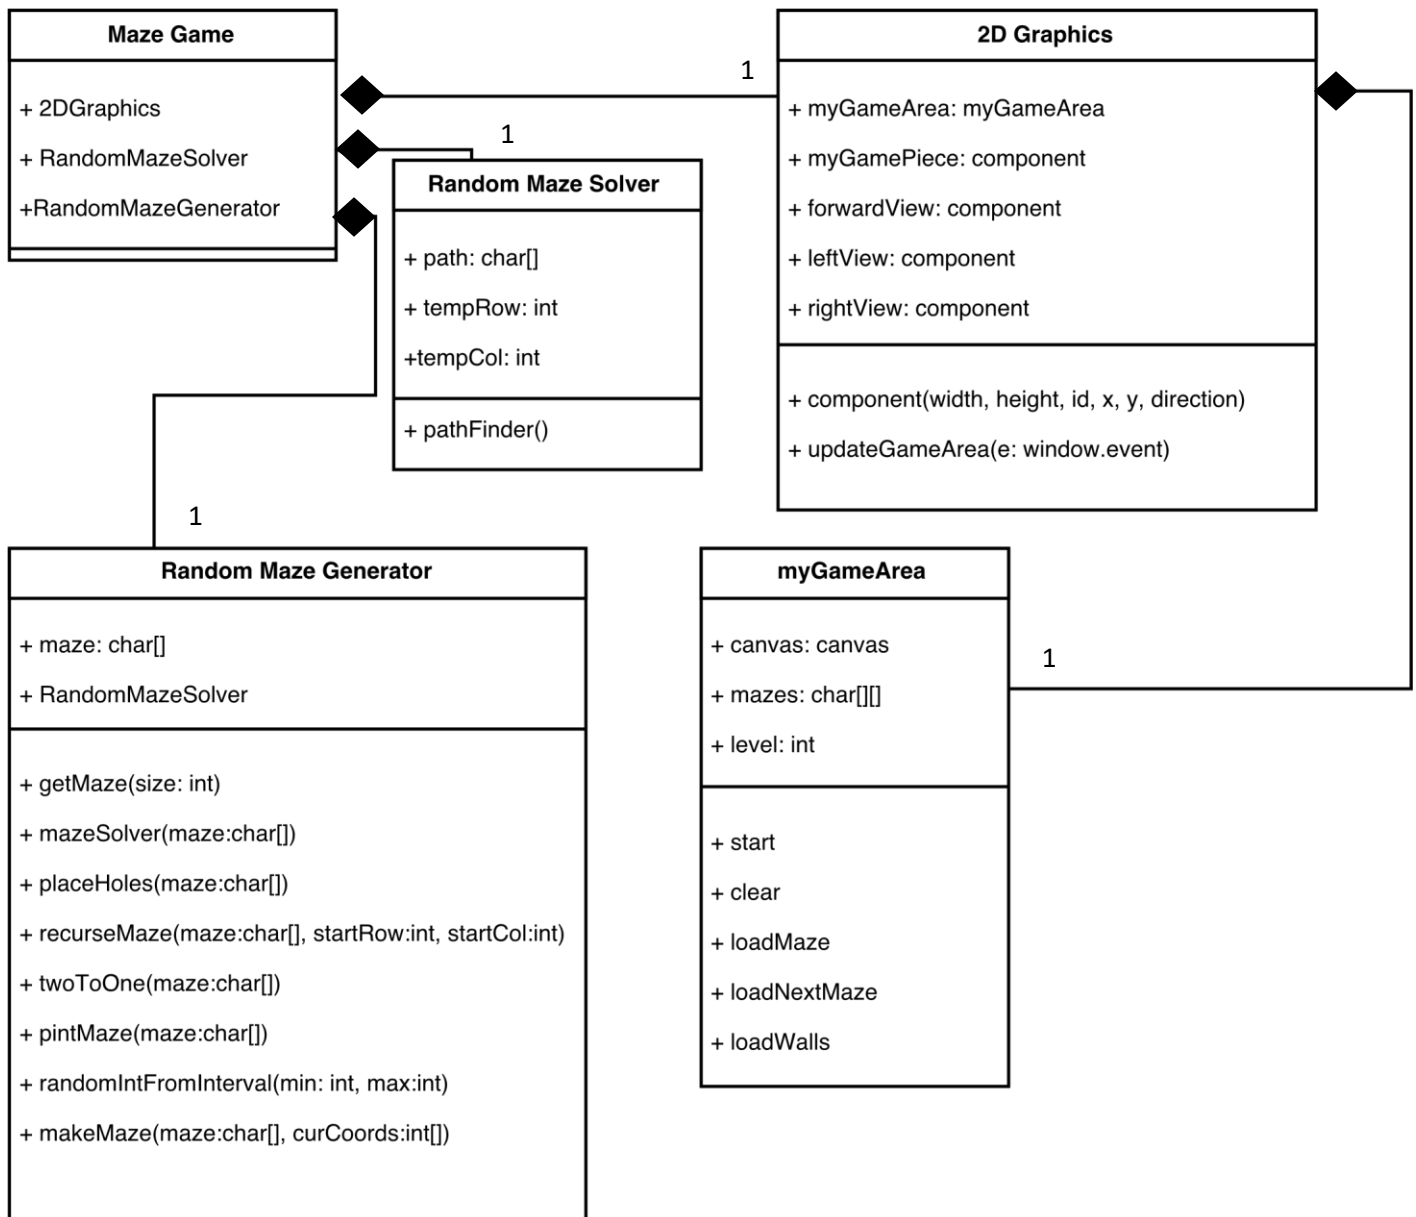 Maze Game
+ 2DGraphics
+ RandomMazeSolver
+RandomMazeGenerator
1
1
1
Random Maze Solver
+ path: char[]
+ tempRow: int
+tempCol: int
+ pathFinder()
2D Graphics
+ myGameArea: myGameArea
+ myGamePiece: component
+ forwardView: component
+ leftView: component
+ rightView: component
+ component(width, height, id, x, y, direction)
+ updateGameArea(e: window.event)
Random Maze Generator
+ maze: char[]
+ RandomMazeSolver
+ getMaze(size: int)
+ mazeSolver(maze:char[])
+ placeHoles(maze:char[])
+ recurseMaze(maze:char[], startRow:int, startCol:int)
+ twoToOne(maze:char[])
+ pintMaze(maze:char[])
+ randomIntFromInterval(min: int, max:int)
+ makeMaze(maze:char[], curCoords:int[])
myGameArea
+ canvas: canvas
+ mazes: char[][]
+ level: int
+ start
+ clear
+ loadMaze
+ loadNextMaze
+ loadWalls
1